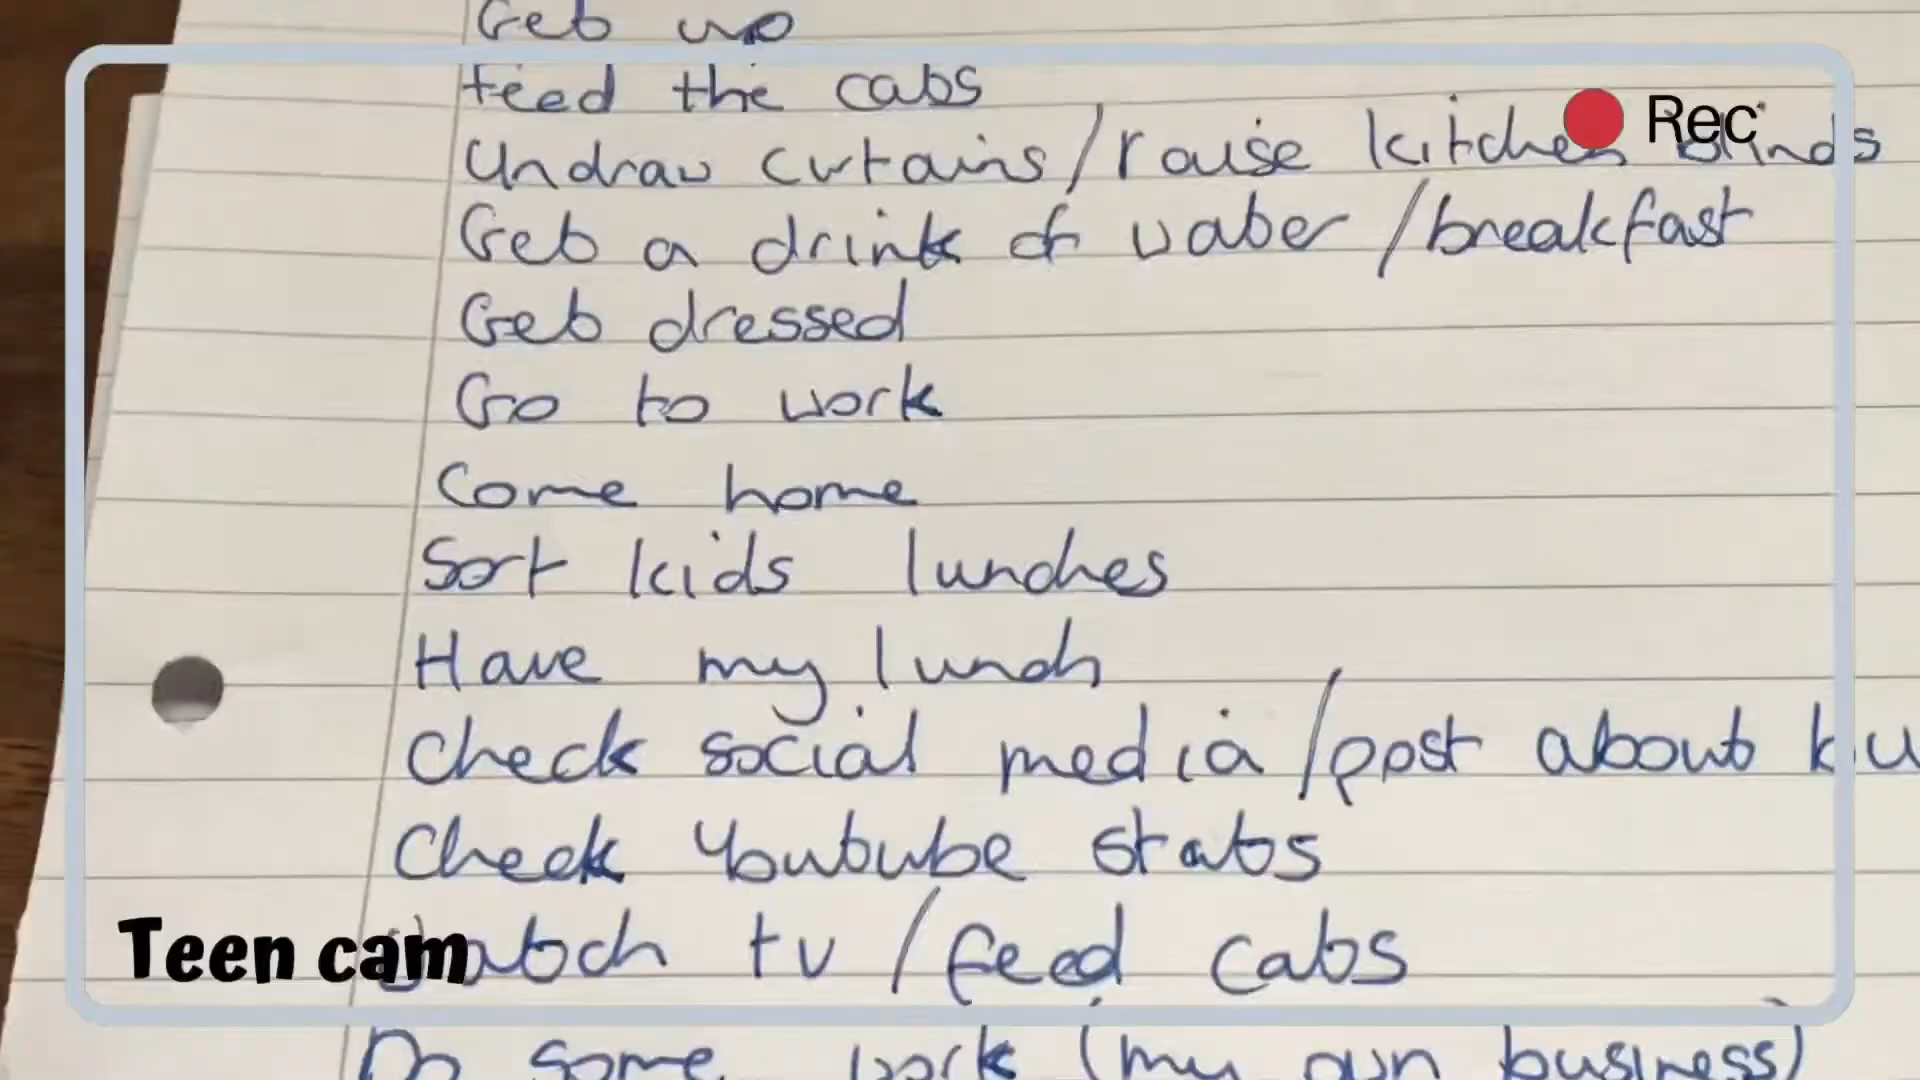 Get up
feed the cats
Undraw curtains/raise kitchen blinds
Get a drink of water/breakfast
Get dressed
Go to work
Come home
Sort kids lunches
Have my lunch
Check social media/post about
Check Youtube stats
Watch tv/feed cats
Do some work (my own business)
Rec
Teen cam